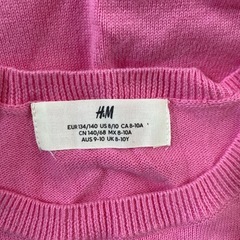 H&M
EUR 134/140 US 8/10 CA 8-10A
CN 140/68 MX 8-10A
AUS 9-10 UK 8-10Y